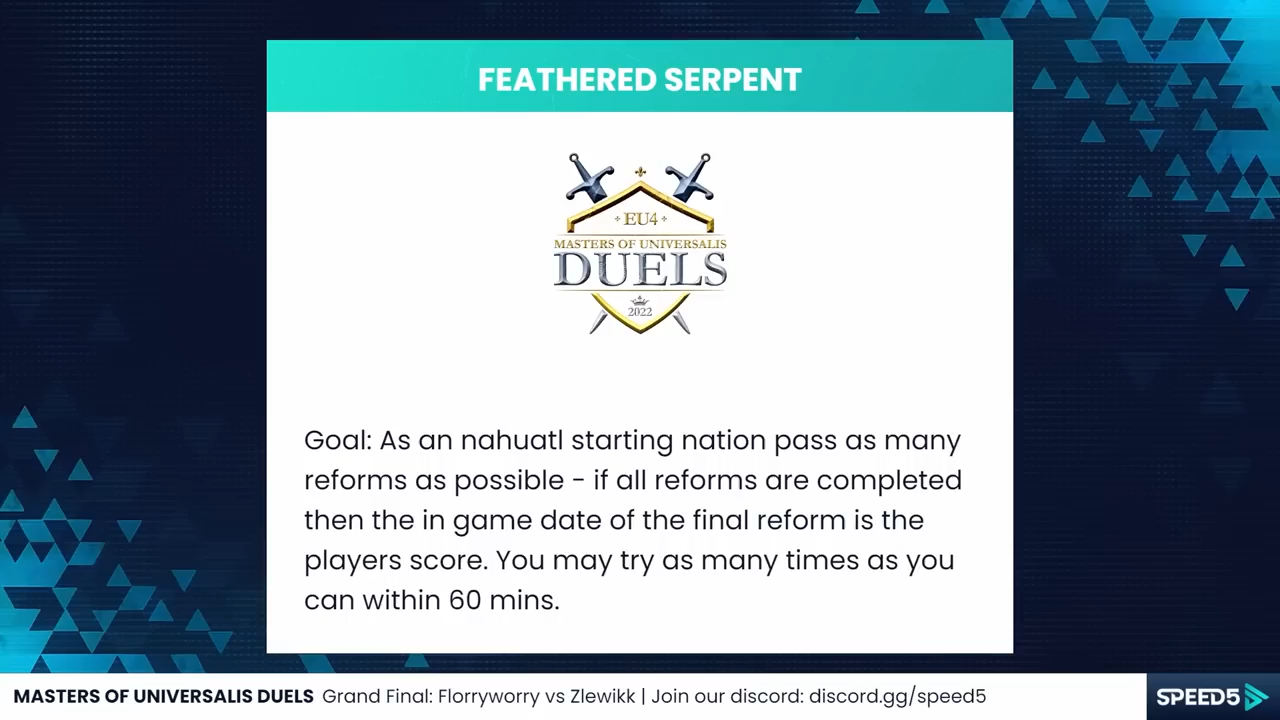 FEATHERED SERPENT
EU4
MASTERS OF UNIVERSALIS
DUELS
2022
Goal: As an nahuatl starting nation pass as many
reforms as possible - if all reforms are completed
then the in game date of the final reform is the
players score. You may try as many times as you
can within 60 mins.
MASTERS OF UNIVERSALIS DUELS Grand Final: Florryworry vs Zlewikk | Join our discord: discord.gg/speed5
SPEED5